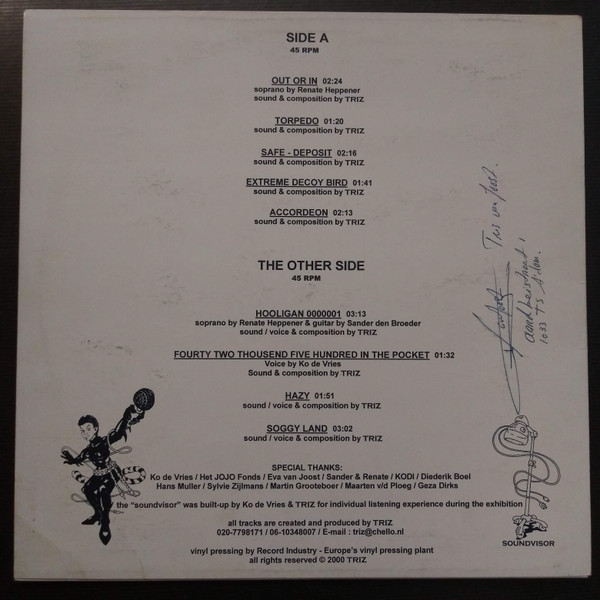 SIDE A
45 RPM
OUT OR IN 02:24
soprano by Renate Heppener
sound & composition by TRIZ
TORPEDO 01:20
sound & composition by TRIZ
SAFE - DEPOSIT 02:16
sound & composition by TRIZ
EXTREME DECOY BIRD 01:41
sound & composition by TRIZ
ACCORDEON 02:13
sound & composition by TRIZ
THE OTHER SIDE
45 RPM
HOOLIGAN 0000001 03:13
soprano by Renate Heppener & guitar by Sander den Broeder
sound / voice & composition by TRIZ
FOURTY TWO THOUSEND FIVE HUNDRED IN THE POCKET 01:32
Voice by Ko de Vries
Sound & composition by TRIZ
HAZY 01:51
sound / voice & composition by TRIZ
SOGGY LAND 03:02
sound / voice & composition by TRIZ
SPECIAL THANKS:
Ko de Vries / Het JOJO Fonds / Eva van Joost / Sander & Renate / KODI / Diederik Boel
Hans Muller / Sylvie Zijlmans / Martin Grooteboer / Maarten v/d Ploeg / Geza Dirks
the "soundvisor" was built-up by Ko de Vries & TRIZ for individual listening experience during the exhibition
all tracks are created and produced by TRIZ
020-7798171 / 06-10348007 / E-mail : triz@chello.nl
vinyl pressing by Record Industry - Europe's vinyl pressing plant
all rights reserved © 2000 TRIZ
SOUNDVISOR
1033 TS